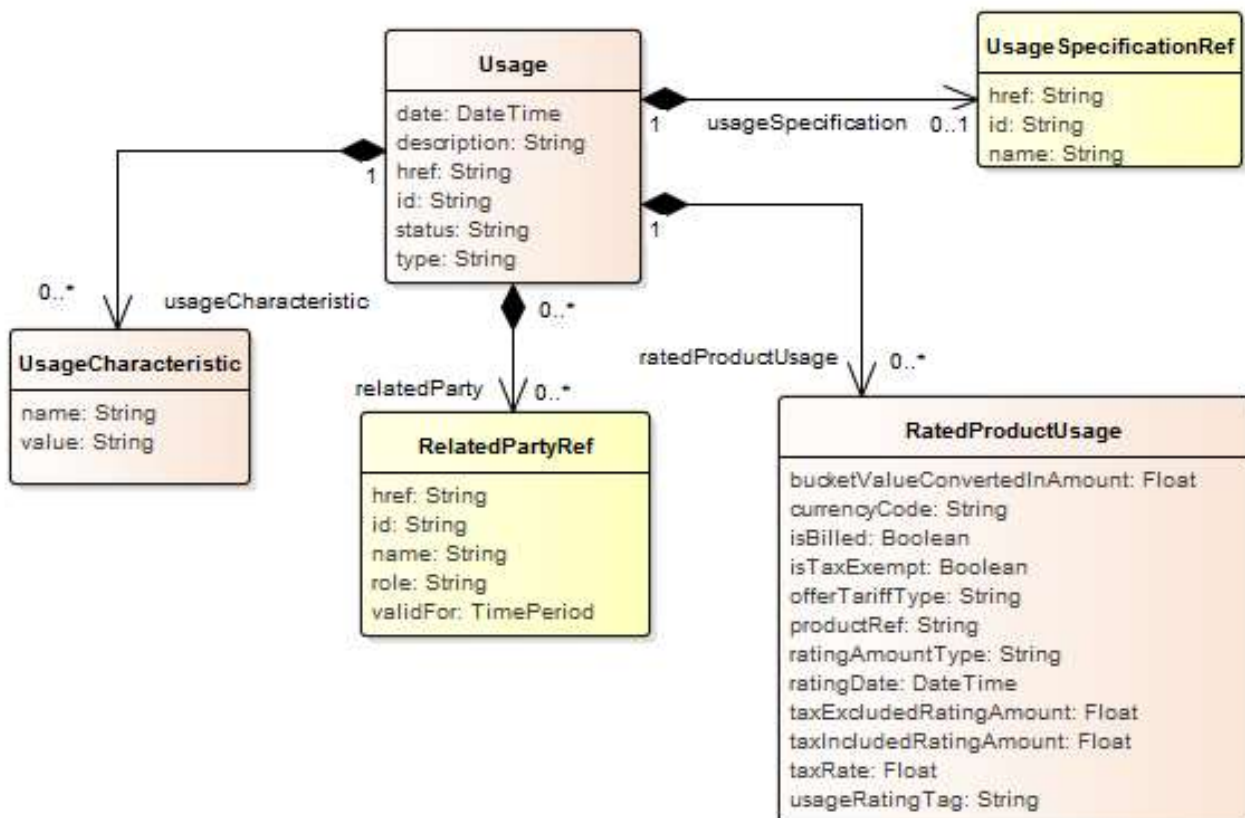 Usage
date: DateTime
description: String
href: String
id: String
status: String
type: String
UsageSpecificationRef
href: String
id: String
name: String
1
usageSpecification
0..1
1
1
0..*
usageCharacteristic
0..*
UsageCharacteristic
name: String
value: String
relatedParty
0..*
RelatedPartyRef
href: String
id: String
name: String
role: String
validFor: TimePeriod
ratedProductUsage
0..*
RatedProductUsage
bucketValueConvertedInAmount: Float
currencyCode: String
isBilled: Boolean
isTaxExempt: Boolean
offerTariffType: String
productRef: String
ratingAmountType: String
ratingDate: DateTime
taxExcludedRatingAmount: Float
taxIncludedRatingAmount: Float
taxRate: Float
usageRatingTag: String